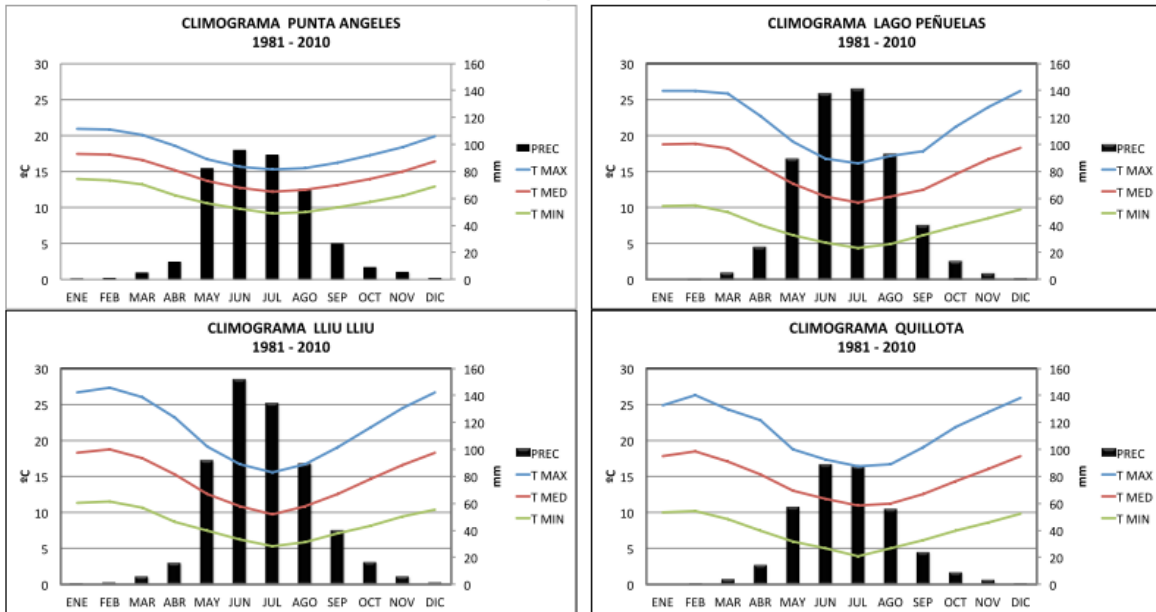 CLIMOGRAMA PUNTA ANGELES
1981 - 2010
30
25
20
15
10
5
0
ºC
160
140
120
100
80
60
40
20
0
mm
PREC
T MAX
T MED
T MIN
ENE FEB MAR ABR MAY JUN JUL AGO SEP OCT NOV DIC
CLIMOGRAMA LAGO PEÑUELAS
1981 - 2010
30
25
20
15
10
5
0
ºC
160
140
120
100
80
60
40
20
0
mm
PREC
T MAX
T MED
T MIN
ENE FEB MAR ABR MAY JUN JUL AGO SEP OCT NOV DIC
CLIMOGRAMA LLIU LLIU
1981 - 2010
30
25
20
15
10
5
0
ºC
160
140
120
100
80
60
40
20
0
mm
PREC
T MAX
T MED
T MIN
ENE FEB MAR ABR MAY JUN JUL AGO SEP OCT NOV DIC
CLIMOGRAMA QUILLOTA
1981 - 2010
30
25
20
15
10
5
0
ºC
160
140
120
100
80
60
40
20
0
mm
PREC
T MAX
T MED
T MIN
ENE FEB MAR ABR MAY JUN JUL AGO SEP OCT NOV DIC